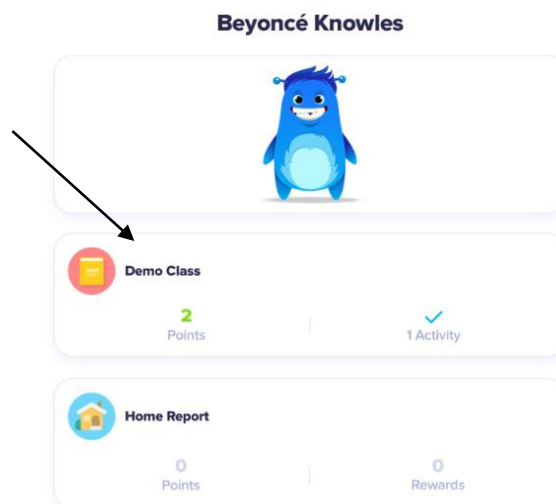 Beyoncé Knowles
Demo Class
2
Points
1 Activity
Home Report
0
Points
0
Rewards